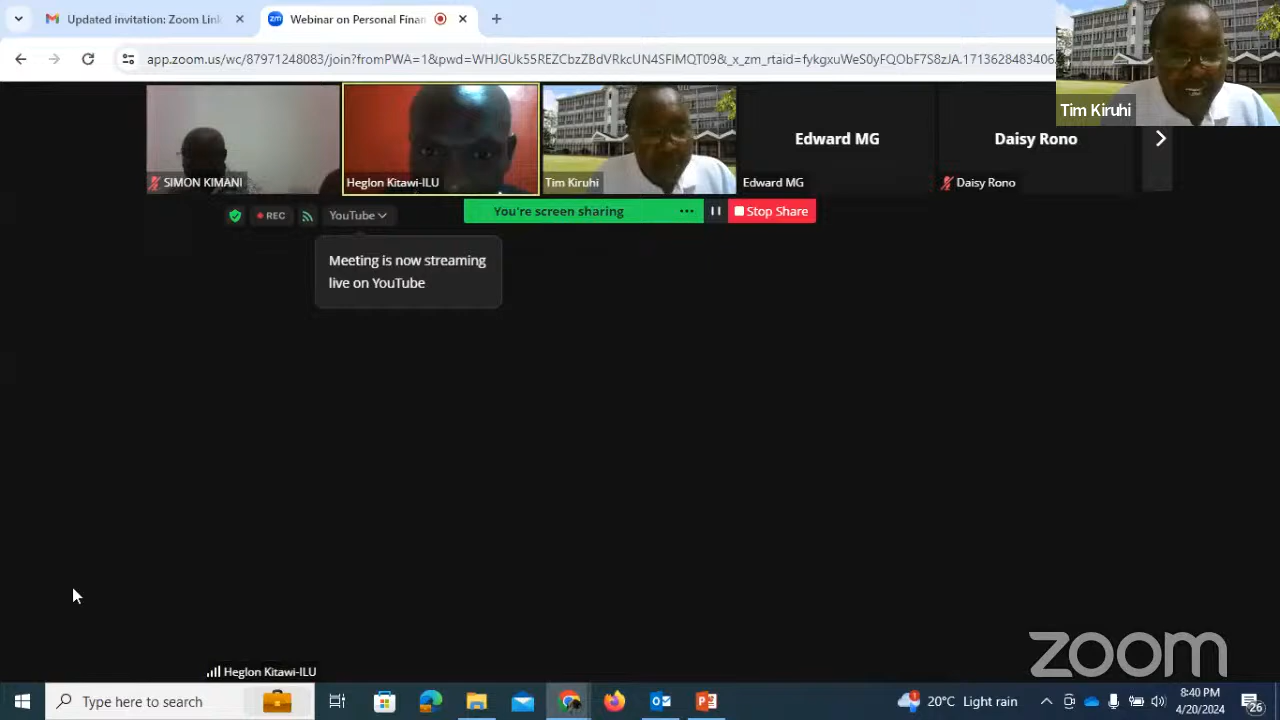 Updated invitation: Zoom Lin
Webinar on Personal Finan
app.zoom.us/wc/87971248083/join?fromPWA=1&pwd=WHJGUk55REZCbzZBdVRkcUN4SFlMQT09&_x_zm_rtaid=fykgxuWeS0yFQObF7S8zJA.1713628483406
Tim Kiruhi
SIMON KIMANI
Heglon Kitawi-ILU
Tim Kiruhi
Edward MG
Edward MG
Daisy Rono
Daisy Rono
REC
YouTube
You're screen sharing
Stop Share
Meeting is now streaming
live on YouTube
zoom
Heglon Kitawi-ILU
Type here to search
20°C Light rain
8:40 PM
4/20/2024
26